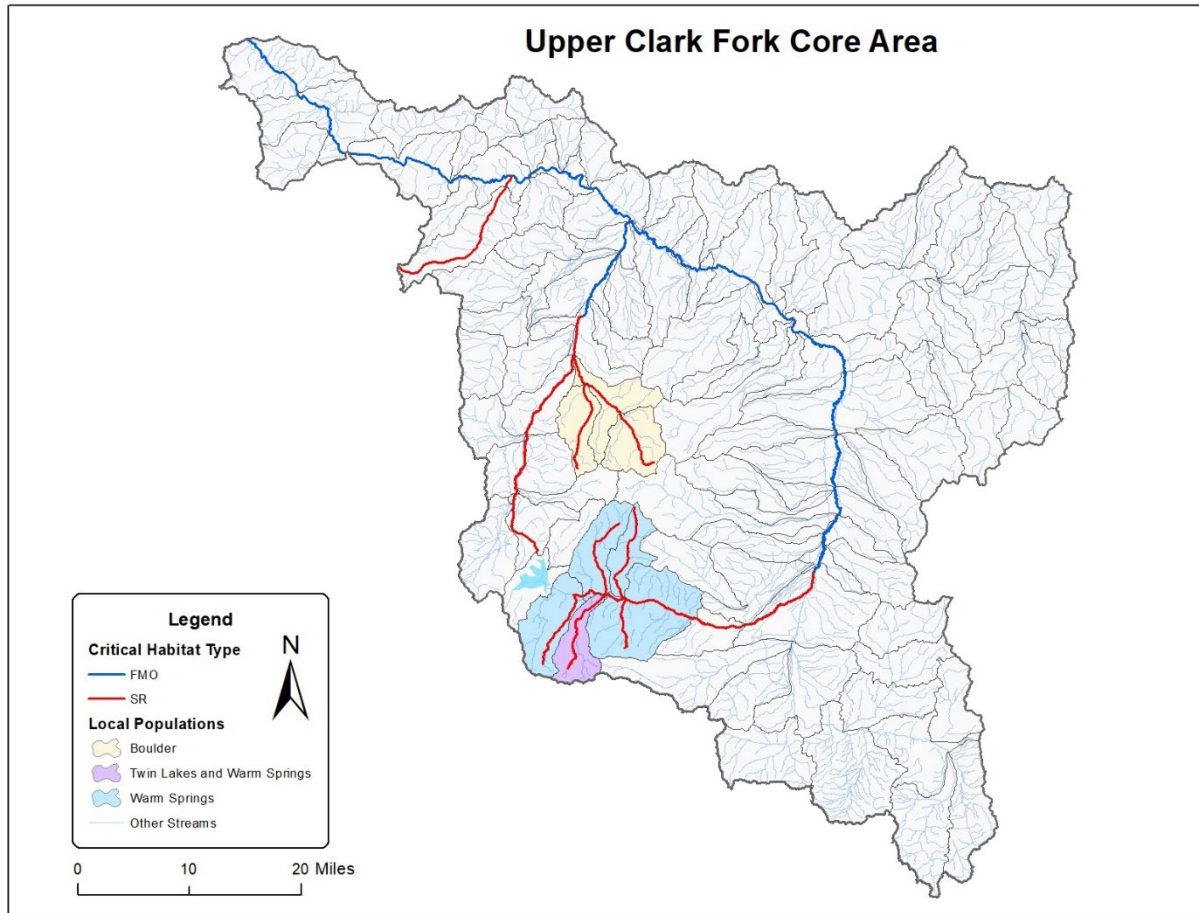 Upper Clark Fork Core Area
Legend
Critical Habitat Type
N
FMO
SR
Local Populations
Boulder
Twin Lakes and Warm Springs
Warm Springs
Other Streams
0 10 20 Miles